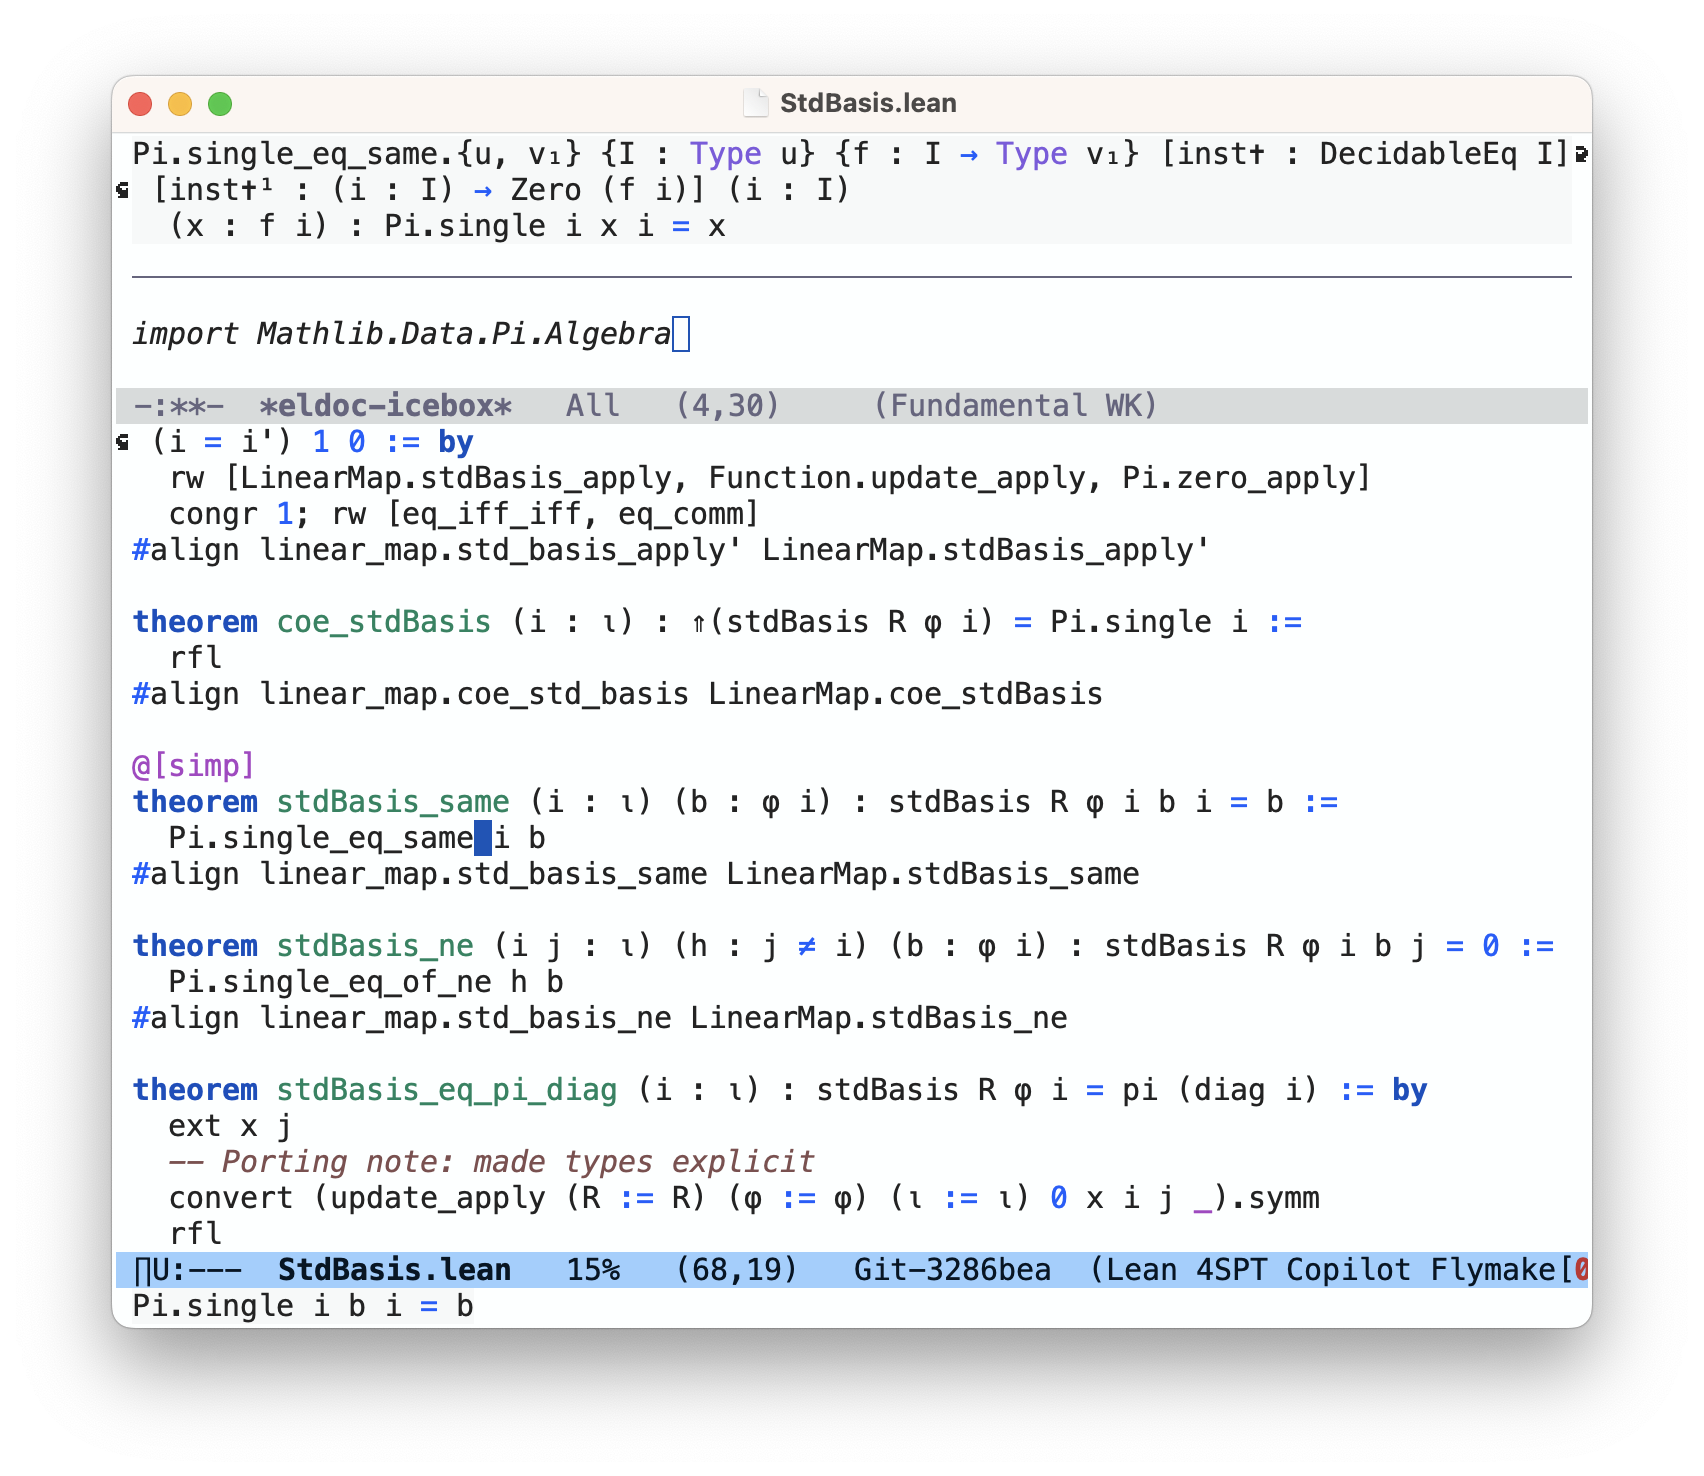 StdBasis.lean
Pi.single_eq_same.{u, v₁} {I : Type u} {f : I → Type v₁} [inst✝ : DecidableEq I]
[inst✝¹ : (i : I) → Zero (f i)] (i : I)
(x : f i) : Pi.single i x i = x
import Mathlib.Data.Pi.Algebra
-:**- *eldoc-icebox* All (4,30) (Fundamental WK)
(i = i') 1 0 := by
rw [LinearMap.stdBasis_apply, Function.update_apply, Pi.zero_apply]
congr 1; rw [eq_iff_iff, eq_comm]
#align linear_map.std_basis_apply' LinearMap.stdBasis_apply'
theorem coe_stdBasis (i : ι) : ⇑(stdBasis R φ i) = Pi.single i :=
rfl
#align linear_map.coe_std_basis LinearMap.coe_stdBasis
@[simp]
theorem stdBasis_same (i : ι) (b : φ i) : stdBasis R φ i b i = b :=
Pi.single_eq_same i b
#align linear_map.std_basis_same LinearMap.stdBasis_same
theorem stdBasis_ne (i j : ι) (h : j ≠ i) (b : φ i) : stdBasis R φ i b j = 0 :=
Pi.single_eq_of_ne h b
#align linear_map.std_basis_ne LinearMap.stdBasis_ne
theorem stdBasis_eq_pi_diag (i : ι) : stdBasis R φ i = pi (diag i) := by
ext x j
-- Porting note: made types explicit
convert (update_apply (R := R) (φ := φ) (ι := ι) 0 x i j _).symm
rfl
∏U:--- StdBasis.lean 15% (68,19) Git-3286bea (Lean 4SPT Copilot Flymake[0
Pi.single i b i = b